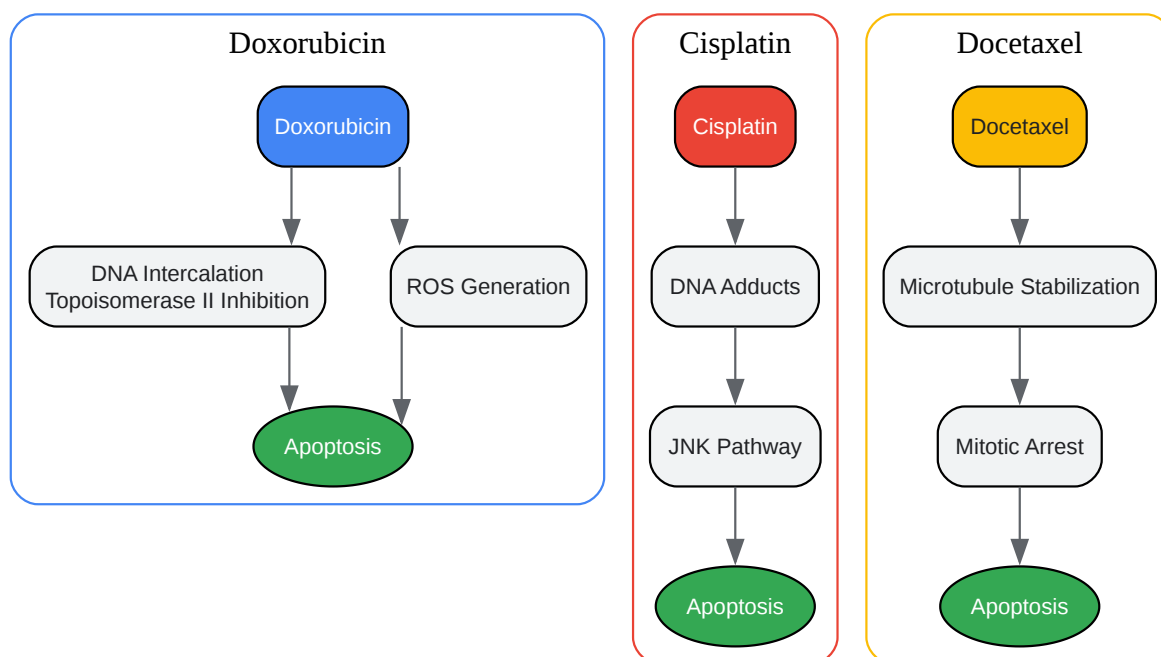 Doxorubicin
Doxorubicin
DNA Intercalation
Topoisomerase II Inhibition
ROS Generation
Apoptosis
Cisplatin
Cisplatin
DNA Adducts
JNK Pathway
Apoptosis
Docetaxel
Docetaxel
Microtubule Stabilization
Mitotic Arrest
Apoptosis